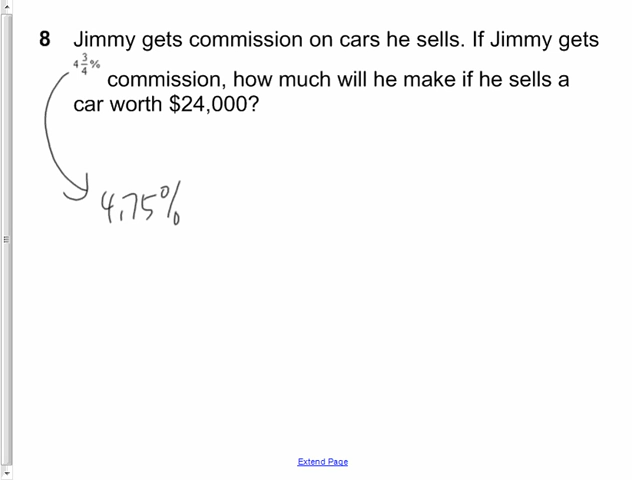 8 Jimmy gets commission on cars he sells. If Jimmy gets
4 3/4 % commission, how much will he make if he sells a
car worth $24,000?
4.75%
Extend Page